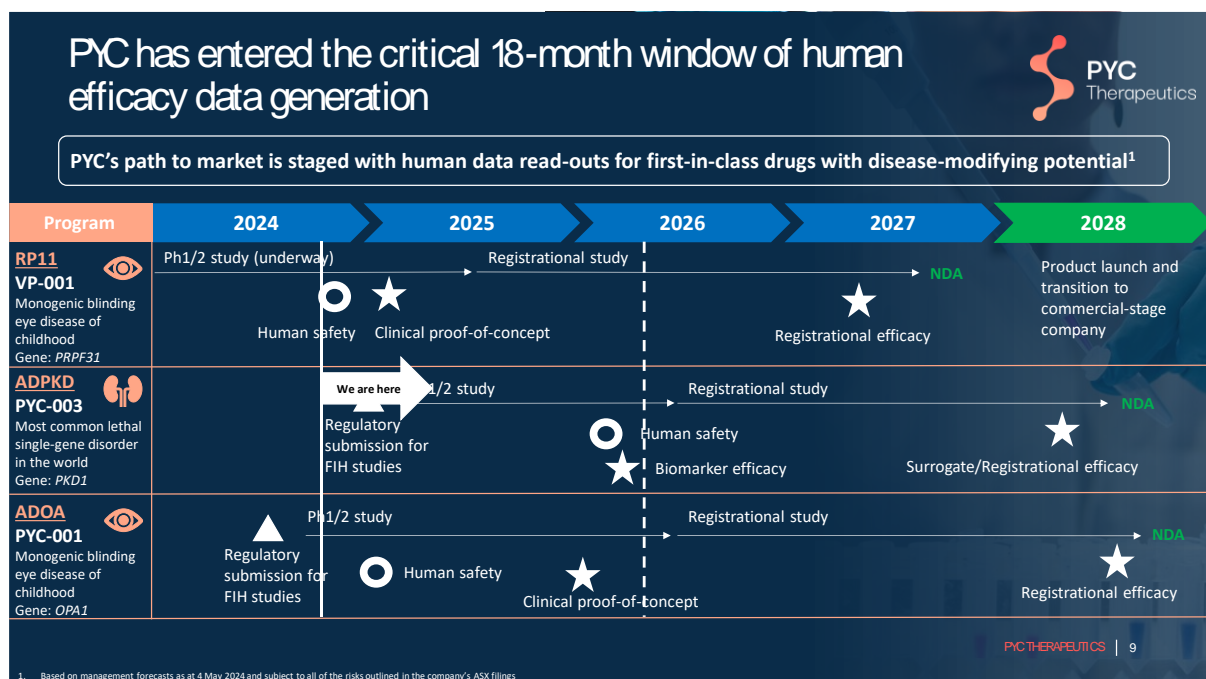 PYC has entered the critical 18-month window of human
efficacy data generation
PYC
Therapeutics
PYC's path to market is staged with human data read-outs for first-in-class drugs with disease-modifying potential1
Program
2024
2025
2026
2027
2028
RP11
VP-001
Monogenic blinding
eye disease of
childhood
Gene: PRPF31
Ph1/2 study (underway)
Registrational study
NDA
Human safety
Clinical proof-of-concept
Registrational efficacy
Product launch and
transition to
commercial-stage
company
ADPKD
PYC-003
Most common lethal
single-gene disorder
in the world
Gene: PKD1
We are here
1/2 study
Registrational study
NDA
Regulatory
submission for
FIH studies
Human safety
Biomarker efficacy
Surrogate/Registrational efficacy
ADOA
PYC-001
Monogenic blinding
eye disease of
childhood
Gene: OPA1
Ph1/2 study
Registrational study
NDA
Regulatory
submission for
FIH studies
Human safety
Clinical proof-of-concept
Registrational efficacy
PYC THERAPEUTICS | 9
1. Based on management forecasts as at 4 May 2024 and subject to all of the risks outlined in the company's ASX filings